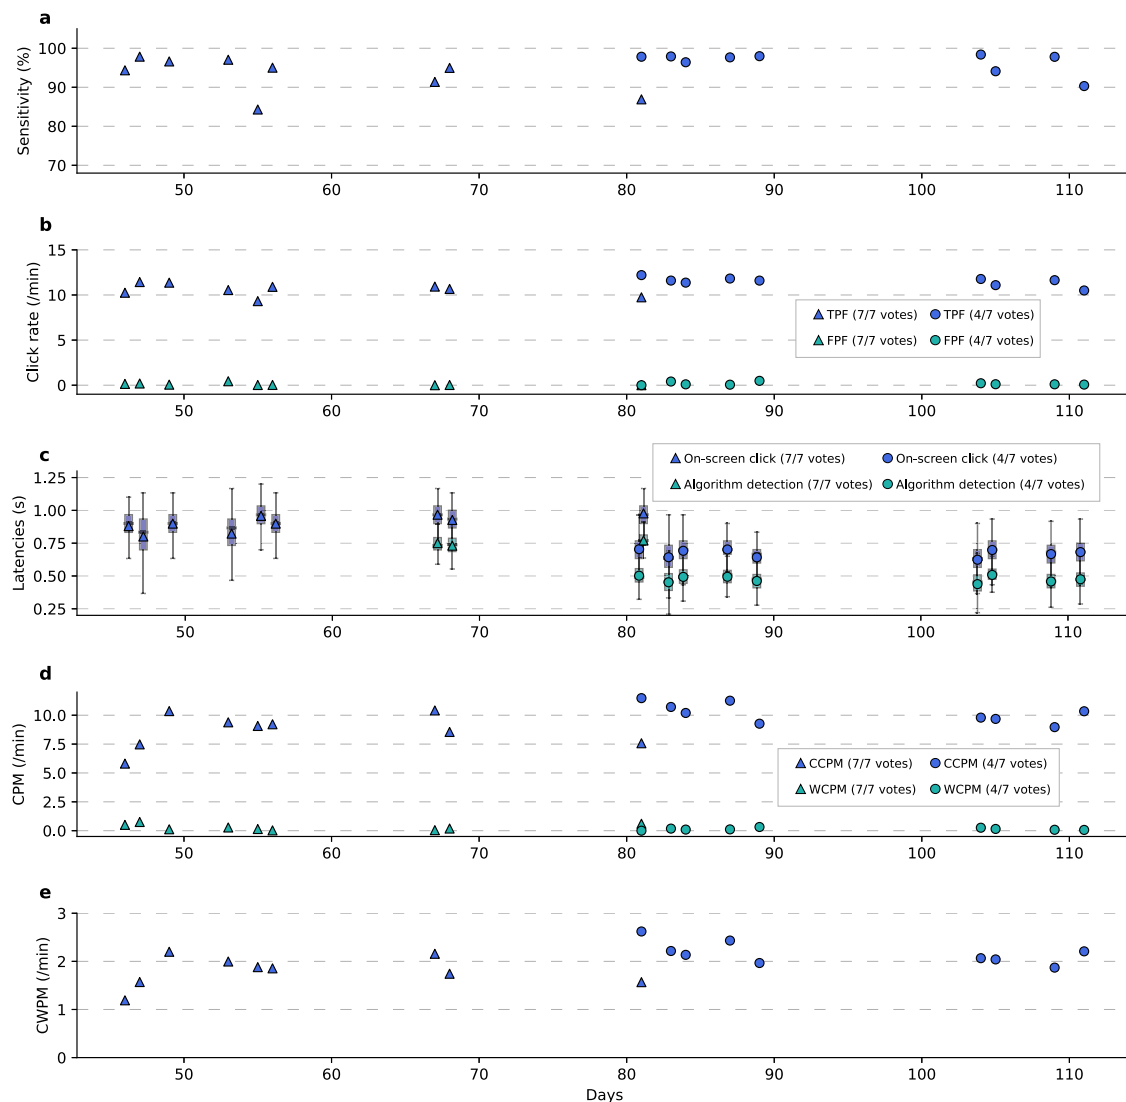 a
Sensitivity (%)
100
90
80
70
50 60 70 80 90 100 110
b
Click rate (/min)
15
10
5
0
TPF (7/7 votes) TPF (4/7 votes)
FPF (7/7 votes) FPF (4/7 votes)
50 60 70 80 90 100 110
c
Latencies (s)
On-screen click (7/7 votes) On-screen click (4/7 votes)
Algorithm detection (7/7 votes) Algorithm detection (4/7 votes)
1.25
1.00
0.75
0.50
0.25
50 60 70 80 90 100 110
d
CPM (/min)
10.0
7.5
5.0
2.5
0.0
CCPM (7/7 votes) CCPM (4/7 votes)
WCPM (7/7 votes) WCPM (4/7 votes)
50 60 70 80 90 100 110
e
CWPM (/min)
3
2
1
0
50 60 70 80 90 100 110
Days